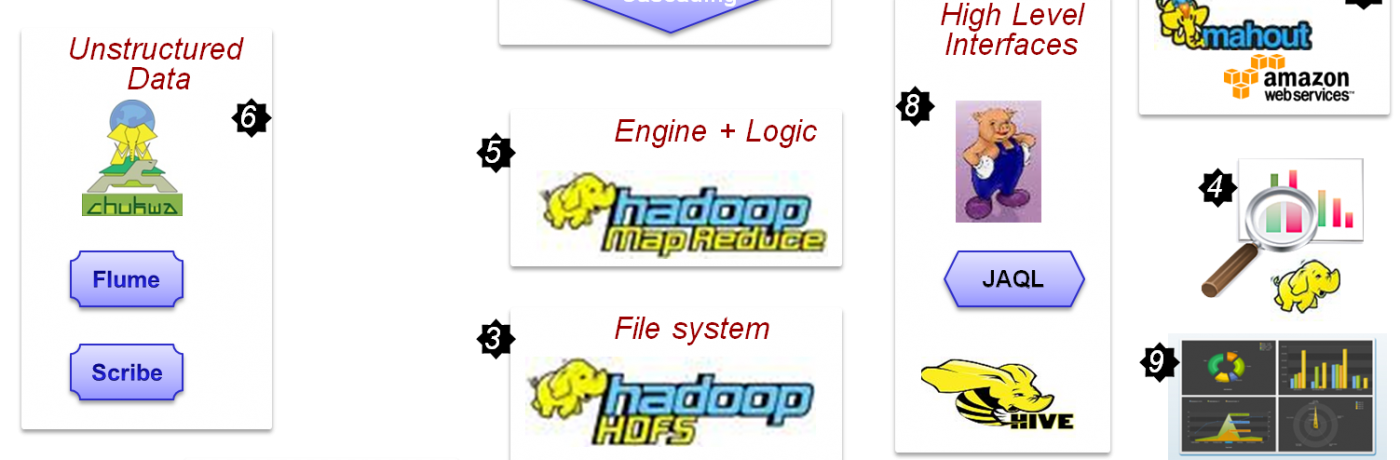 Cascading
Unstructured
Data
6
chukwa
Flume
Scribe
5
Engine + Logic
hadoop
Map Reduce
3
File system
hadoop
HDFS
High Level
Interfaces
8
JAQL
HIVE
mahout
amazon
webservices™
4
9